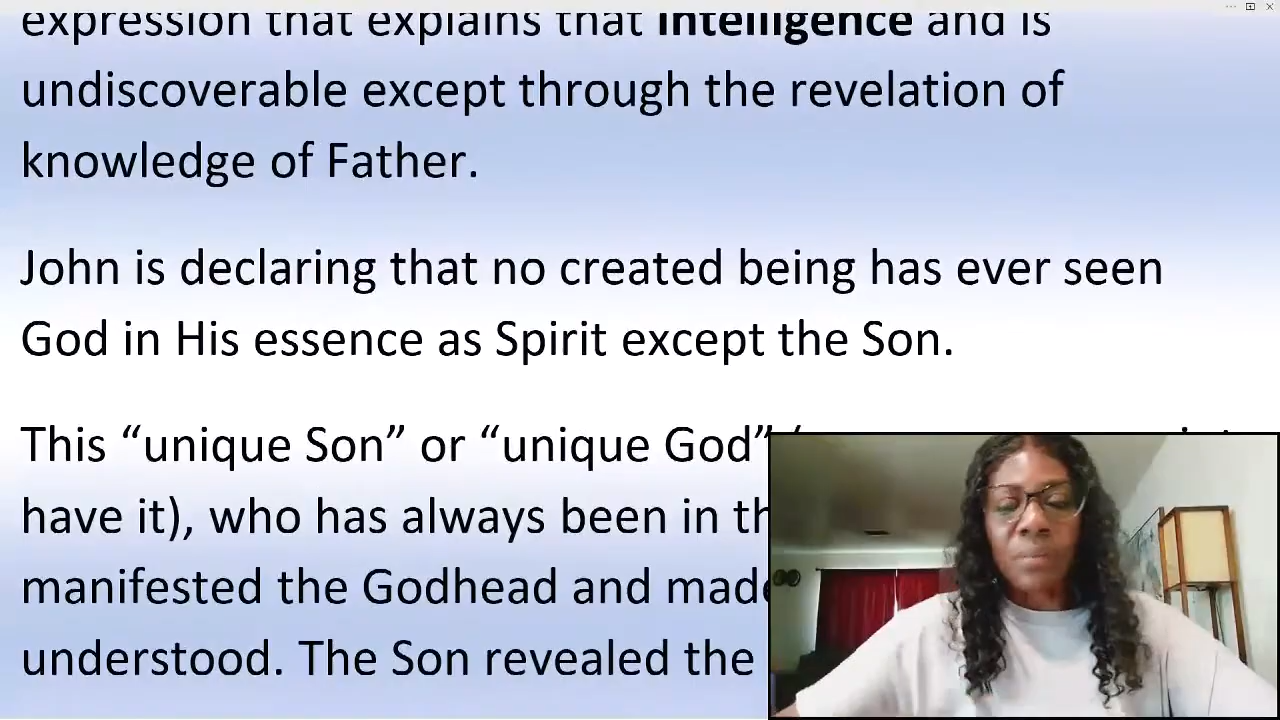 expression that explains that Intelligence and is
undiscoverable except through the revelation of
knowledge of Father.
John is declaring that no created being has ever seen
God in His essence as Spirit except the Son.
This “unique Son” or “unique God”
have it), who has always been in
manifested the Godhead and made
understood. The Son revealed the